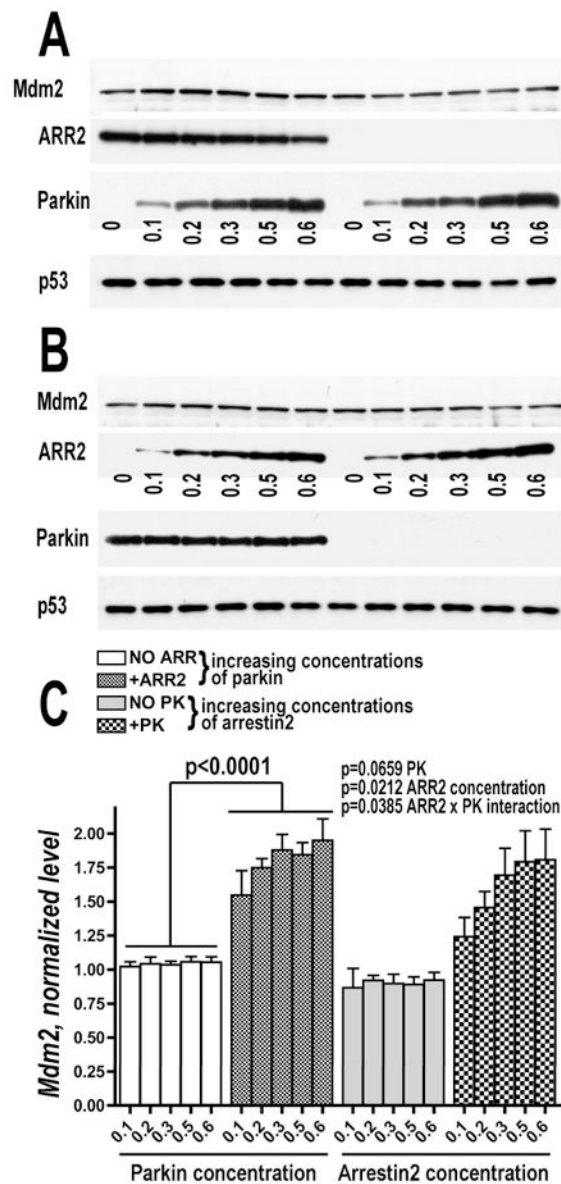 A
Mdm2
ARR2
Parkin
0 0.1 0.2 0.3 0.5 0.6 0 0.1 0.2 0.3 0.5 0.6
p53
B
Mdm2
ARR2
0 0.1 0.2 0.3 0.5 0.6 0 0.1 0.2 0.3 0.5 0.6
Parkin
p53
C
NO ARR
+ARR2
increasing concentrations
of parkin
NO PK
+PK
increasing concentrations
of arrestin2
p<0.0001
p=0.0659 PK
p=0.0212 ARR2 concentration
p=0.0385 ARR2 x PK interaction
Mdm2, normalized level
2.00
1.75
1.50
1.25
1.00
0.75
0.50
0.25
0.00
0.1 0.2 0.3 0.5 0.6 0.1 0.2 0.3 0.5 0.6 0.1 0.2 0.3 0.5 0.6 0.1 0.2 0.3 0.5 0.6
Parkin concentration
Arrestin2 concentration